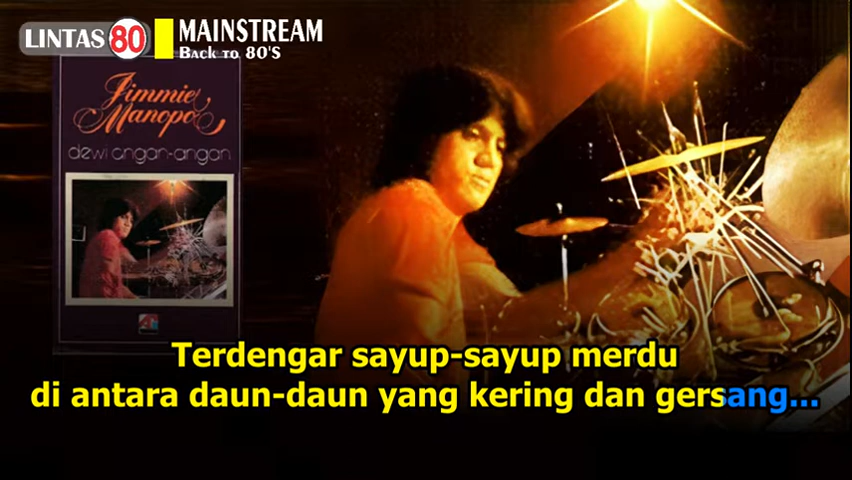 LINTAS 80
MAINSTREAM
BACK TO 80'S
Jimmie
Manopo
dewi angan-angan
Terdengar sayup-sayup merdu
di antara daun-daun yang kering dan gersang...